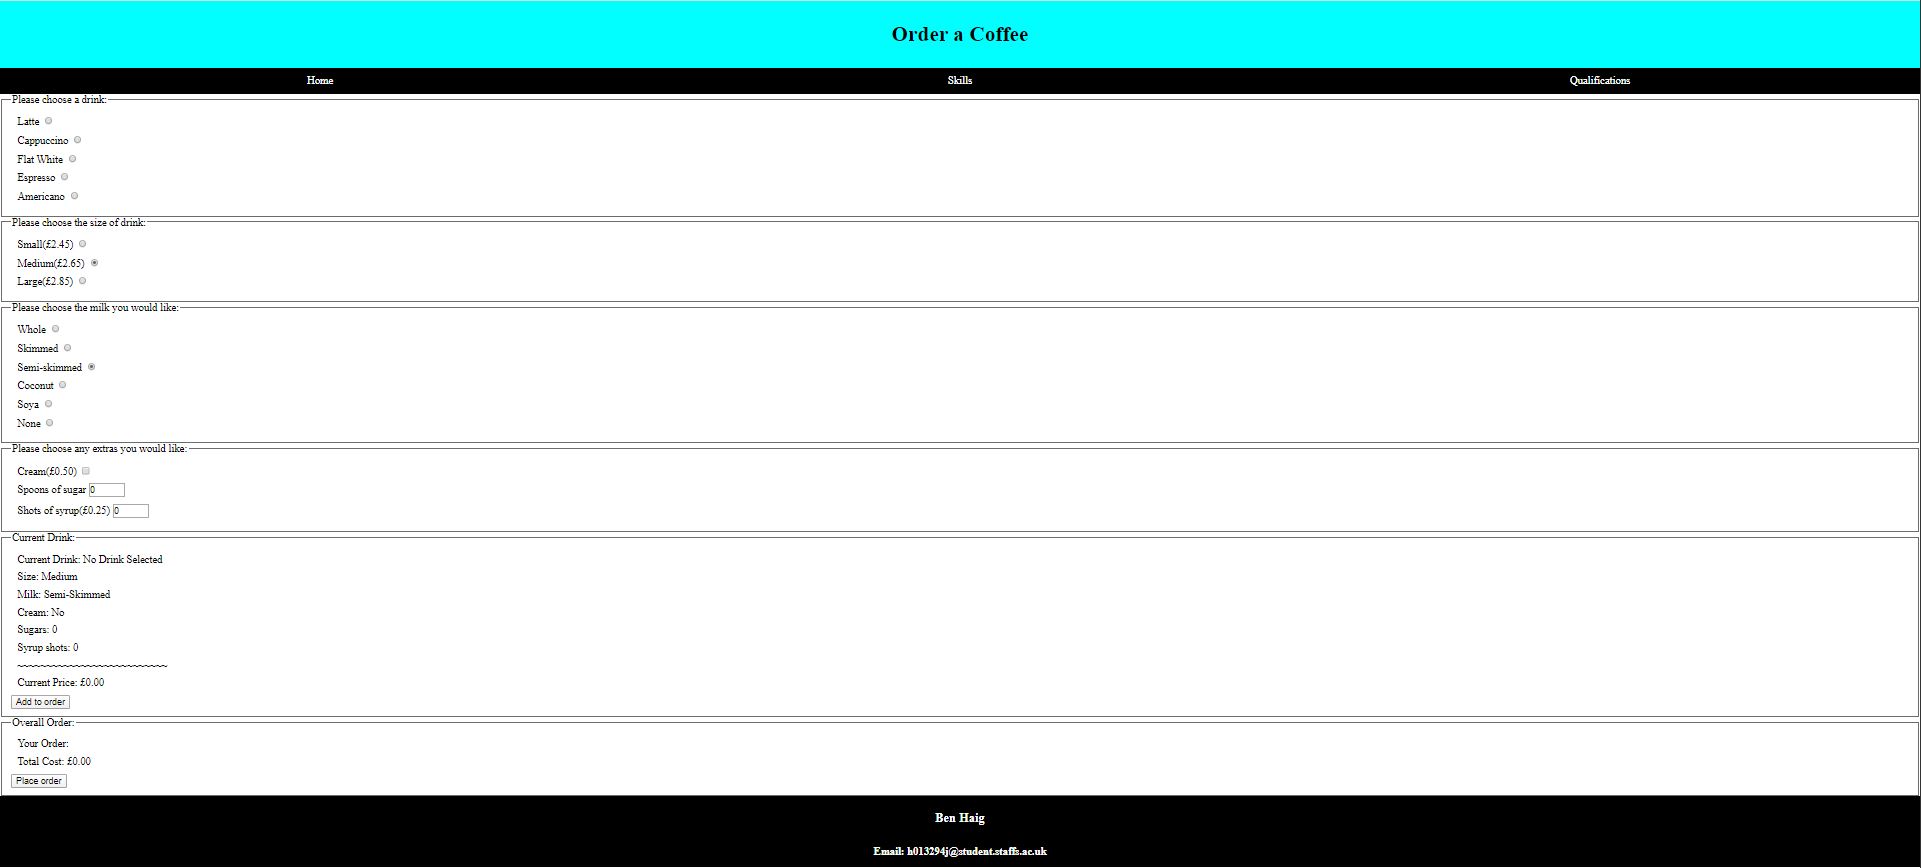 Order a Coffee
Home Skills Qualifications
Please choose a drink:
Latte
Cappuccino
Flat White
Espresso
Americano
Please choose the size of drink:
Small(£2.45)
Medium(£2.65)
Large(£2.85)
Please choose the milk you would like:
Whole
Skimmed
Semi-skimmed
Coconut
Soya
None
Please choose any extras you would like:
Cream(£0.50)
Spoons of sugar 0
Shots of syrup(£0.25) 0
Current Drink:
Current Drink: No Drink Selected
Size: Medium
Milk: Semi-Skimmed
Cream: No
Sugars: 0
Syrup shots: 0
~~~~~~~~~~~~~~~~~~~~~~~~~~
Current Price: £0.00
Add to order
Overall Order:
Your Order:
Total Cost: £0.00
Place order
Ben Haig
Email: h013294j@student.staffs.ac.uk